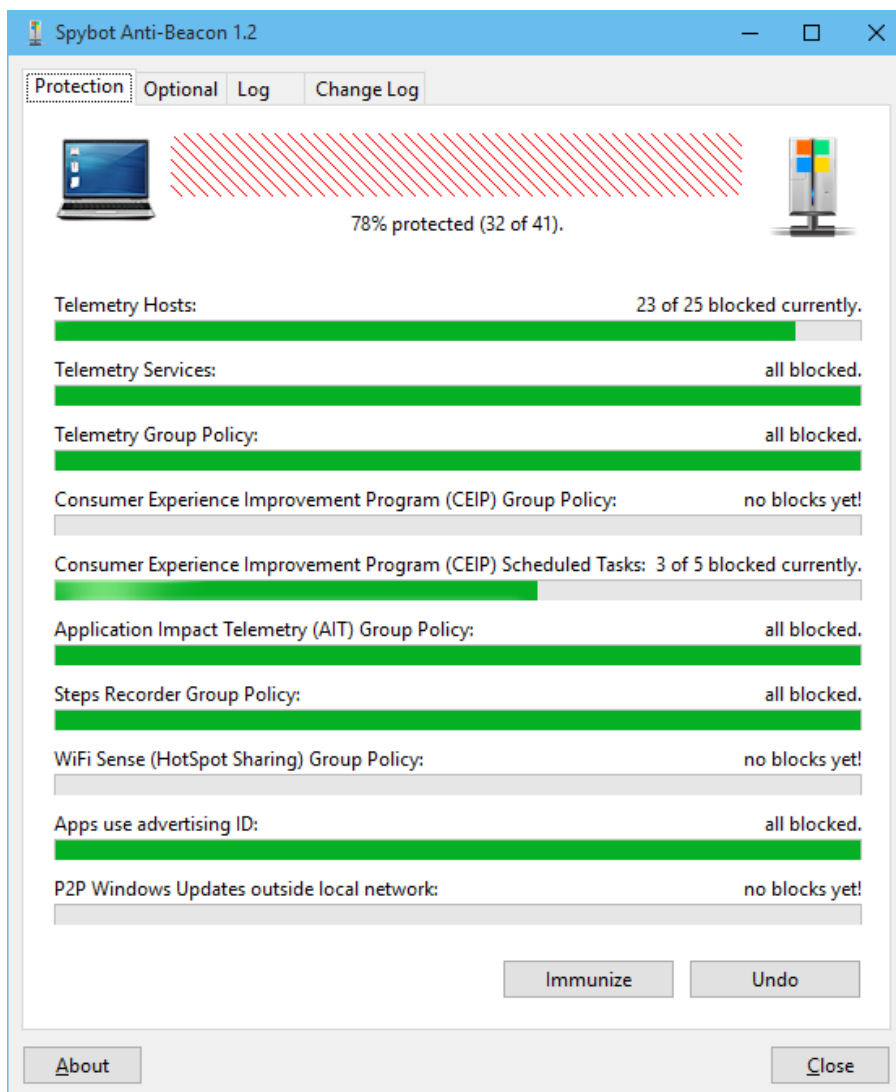 Spybot Anti-Beacon 1.2
Protection Optional Log Change Log
78% protected (32 of 41).
Telemetry Hosts: 23 of 25 blocked currently.
Telemetry Services: all blocked.
Telemetry Group Policy: all blocked.
Consumer Experience Improvement Program (CEIP) Group Policy: no blocks yet!
Consumer Experience Improvement Program (CEIP) Scheduled Tasks: 3 of 5 blocked currently.
Application Impact Telemetry (AIT) Group Policy: all blocked.
Steps Recorder Group Policy: all blocked.
WiFi Sense (HotSpot Sharing) Group Policy: no blocks yet!
Apps use advertising ID: all blocked.
P2P Windows Updates outside local network: no blocks yet!
Immunize Undo
About Close